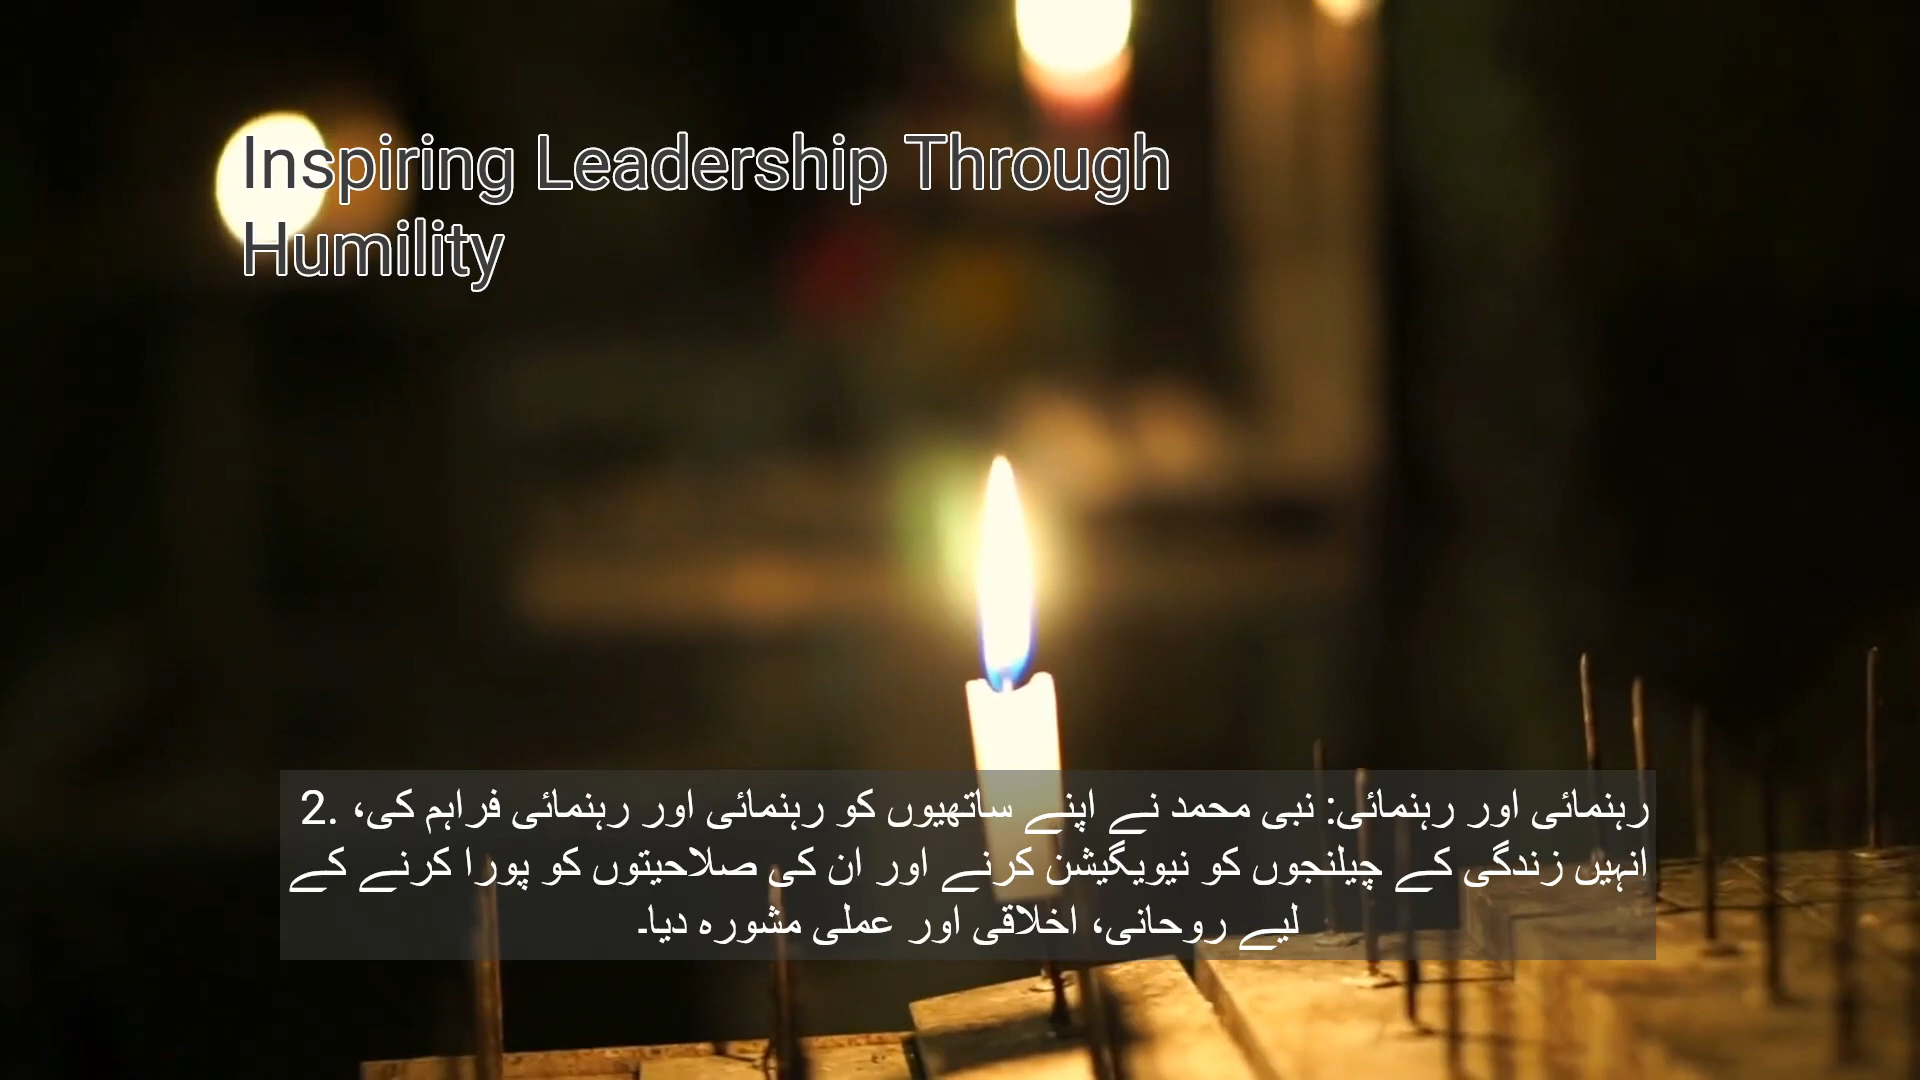 Inspiring Leadership Through
Humility
2. رہنمائی اور رہنمائی: نبی محمد نے اپنے ساتھیوں کو رہنمائی اور رہنمائی فراہم کی،
انہیں زندگی کے چیلنجوں کو نیویگیشن کرنے اور ان کی صلاحیتوں کو پورا کرنے کے
لیے روحانی، اخلاقی اور عملی مشورہ دیا۔